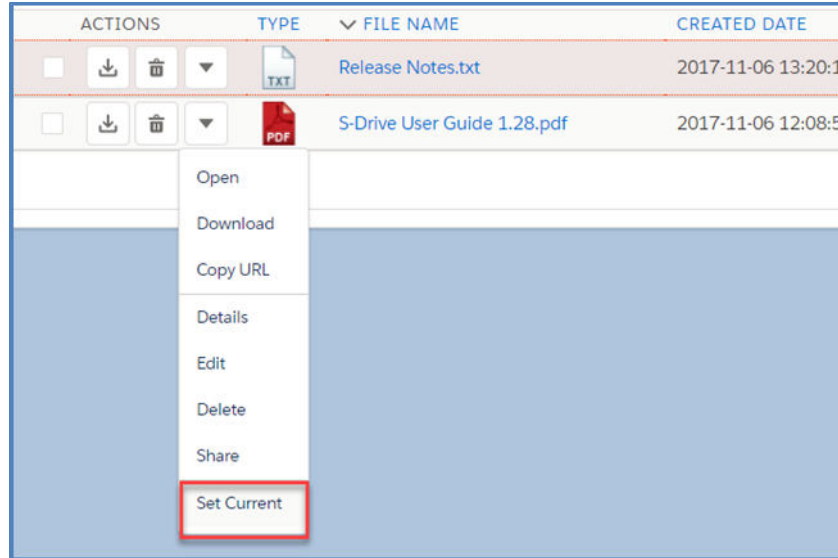 ACTIONS TYPE FILE NAME CREATED DATE
TXT Release Notes.txt 2017-11-06 13:20:1
PDF S-Drive User Guide 1.28.pdf 2017-11-06 12:08:5
Open
Download
Copy URL
Details
Edit
Delete
Share
Set Current